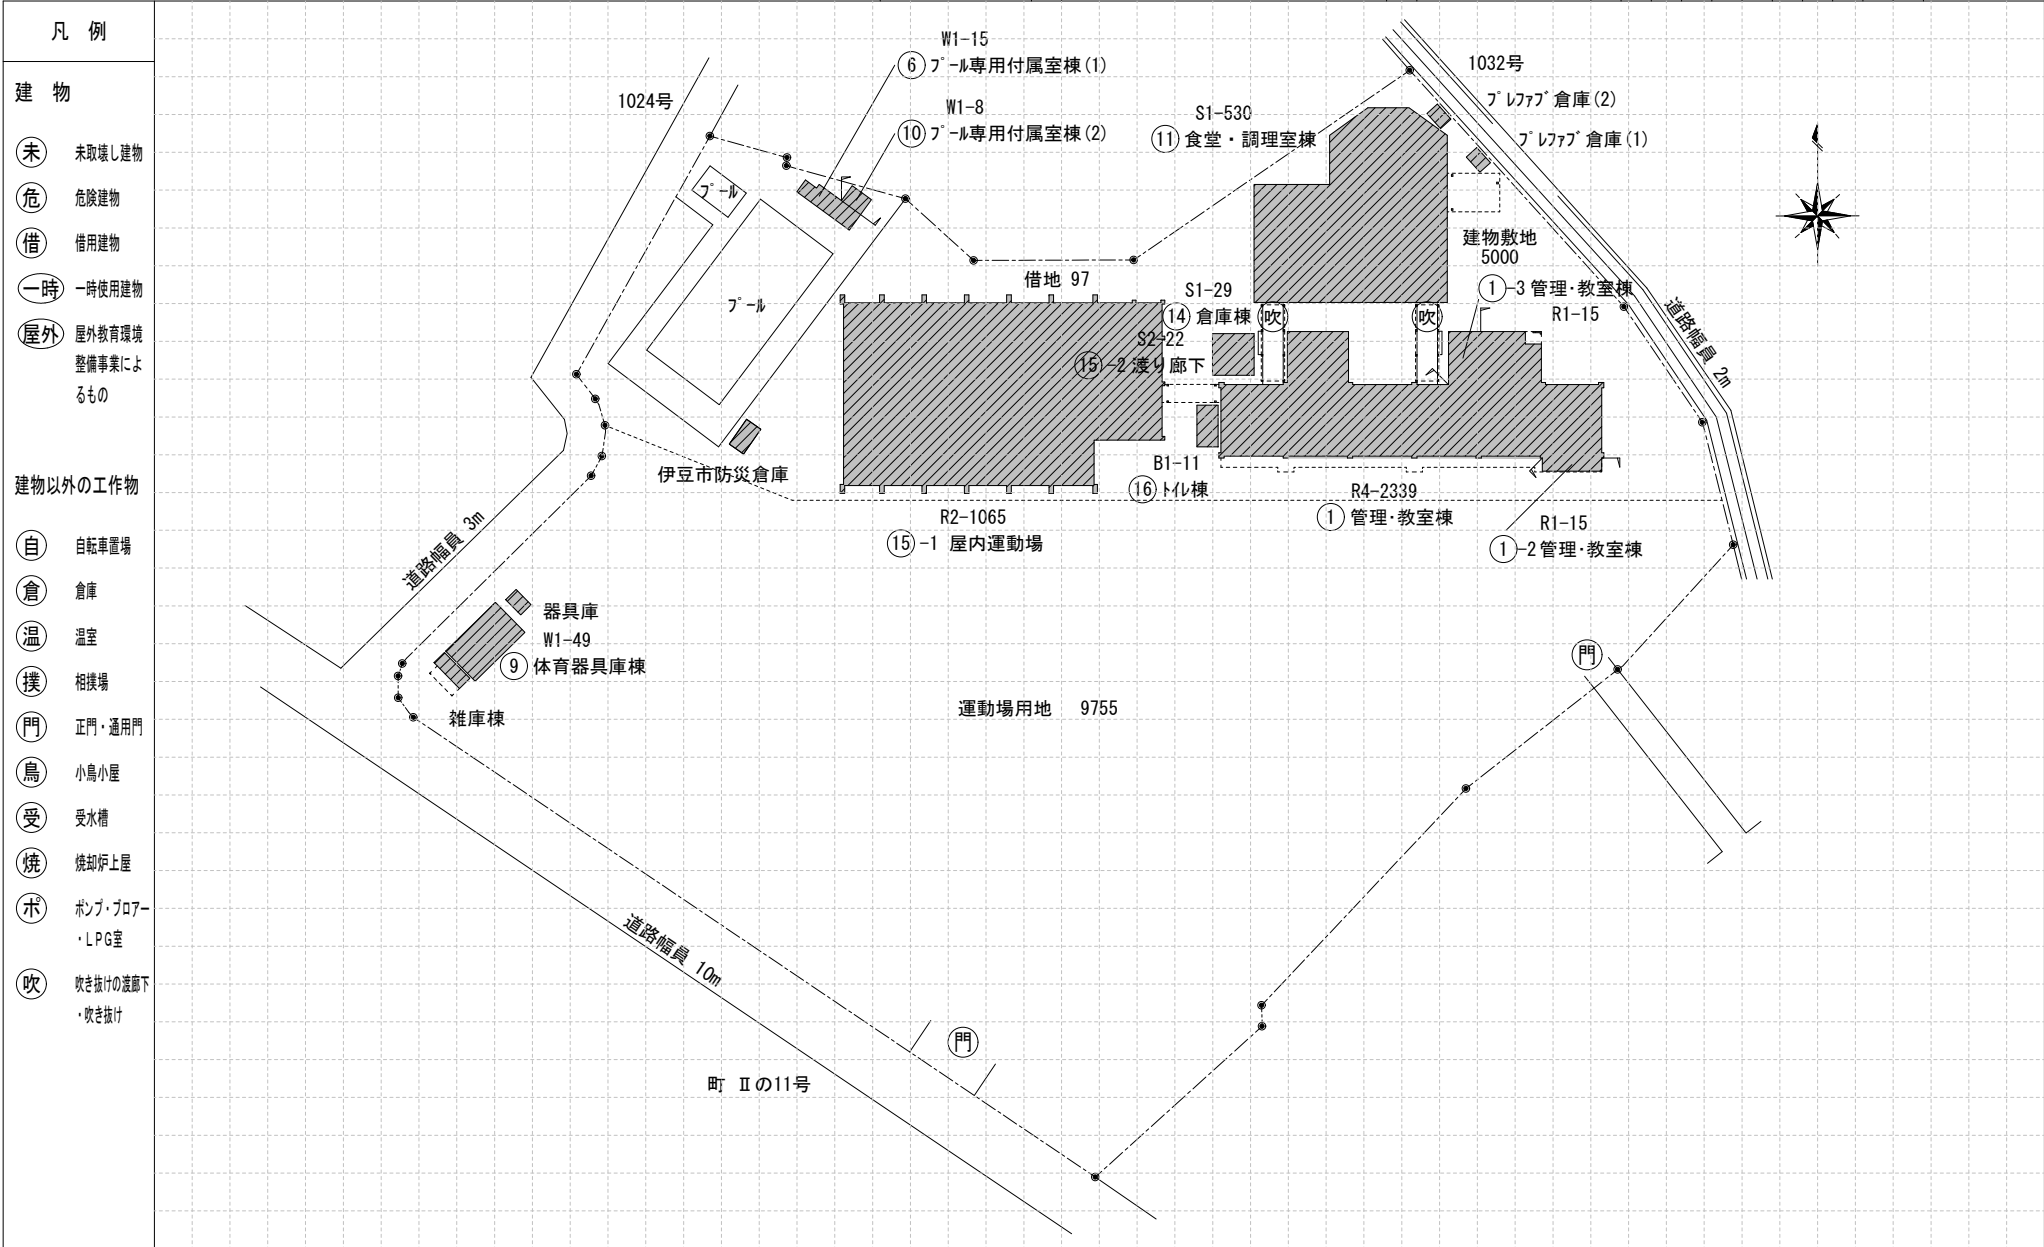 凡 例
建 物
未 未取壊し建物
危 危険建物
借 借用建物
一時 一時使用建物
屋外 屋外教育環境
整備事業によ
るもの
建物以外の工作物
自 自転車置場
倉 倉庫
温 温室
撲 相撲場
門 正門・通用門
鳥 小鳥小屋
受 受水槽
焼 焼却炉上屋
ポ ポンプ・ブロアー
・LPG室
吹 吹き抜けの渡廊下
・吹き抜け
W1-15
⑥ プール専用付属室棟(1)
1024号
W1-8
⑩ プール専用付属室棟(2)
S1-530
⑪ 食堂・調理室棟
1032号
プレファブ倉庫(2)
プレファブ倉庫(1)
プール
プール
建物敷地
5000
借地 97
S1-29
⑭ 倉庫棟
吹
吹
①-3 管理・教室棟
R1-15
道路幅員 2m
S2-22
⑮-2 渡り廊下
伊豆市防災倉庫
B1-11
⑯ トイレ棟
R4-2339
① 管理・教室棟
R2-1065
⑮-1 屋内運動場
R1-15
①-2 管理・教室棟
道路幅員 3m
器具庫
W1-49
⑨ 体育器具庫棟
雑庫棟
門
運動場用地 9755
道路幅員 10m
門
町 Ⅱの11号